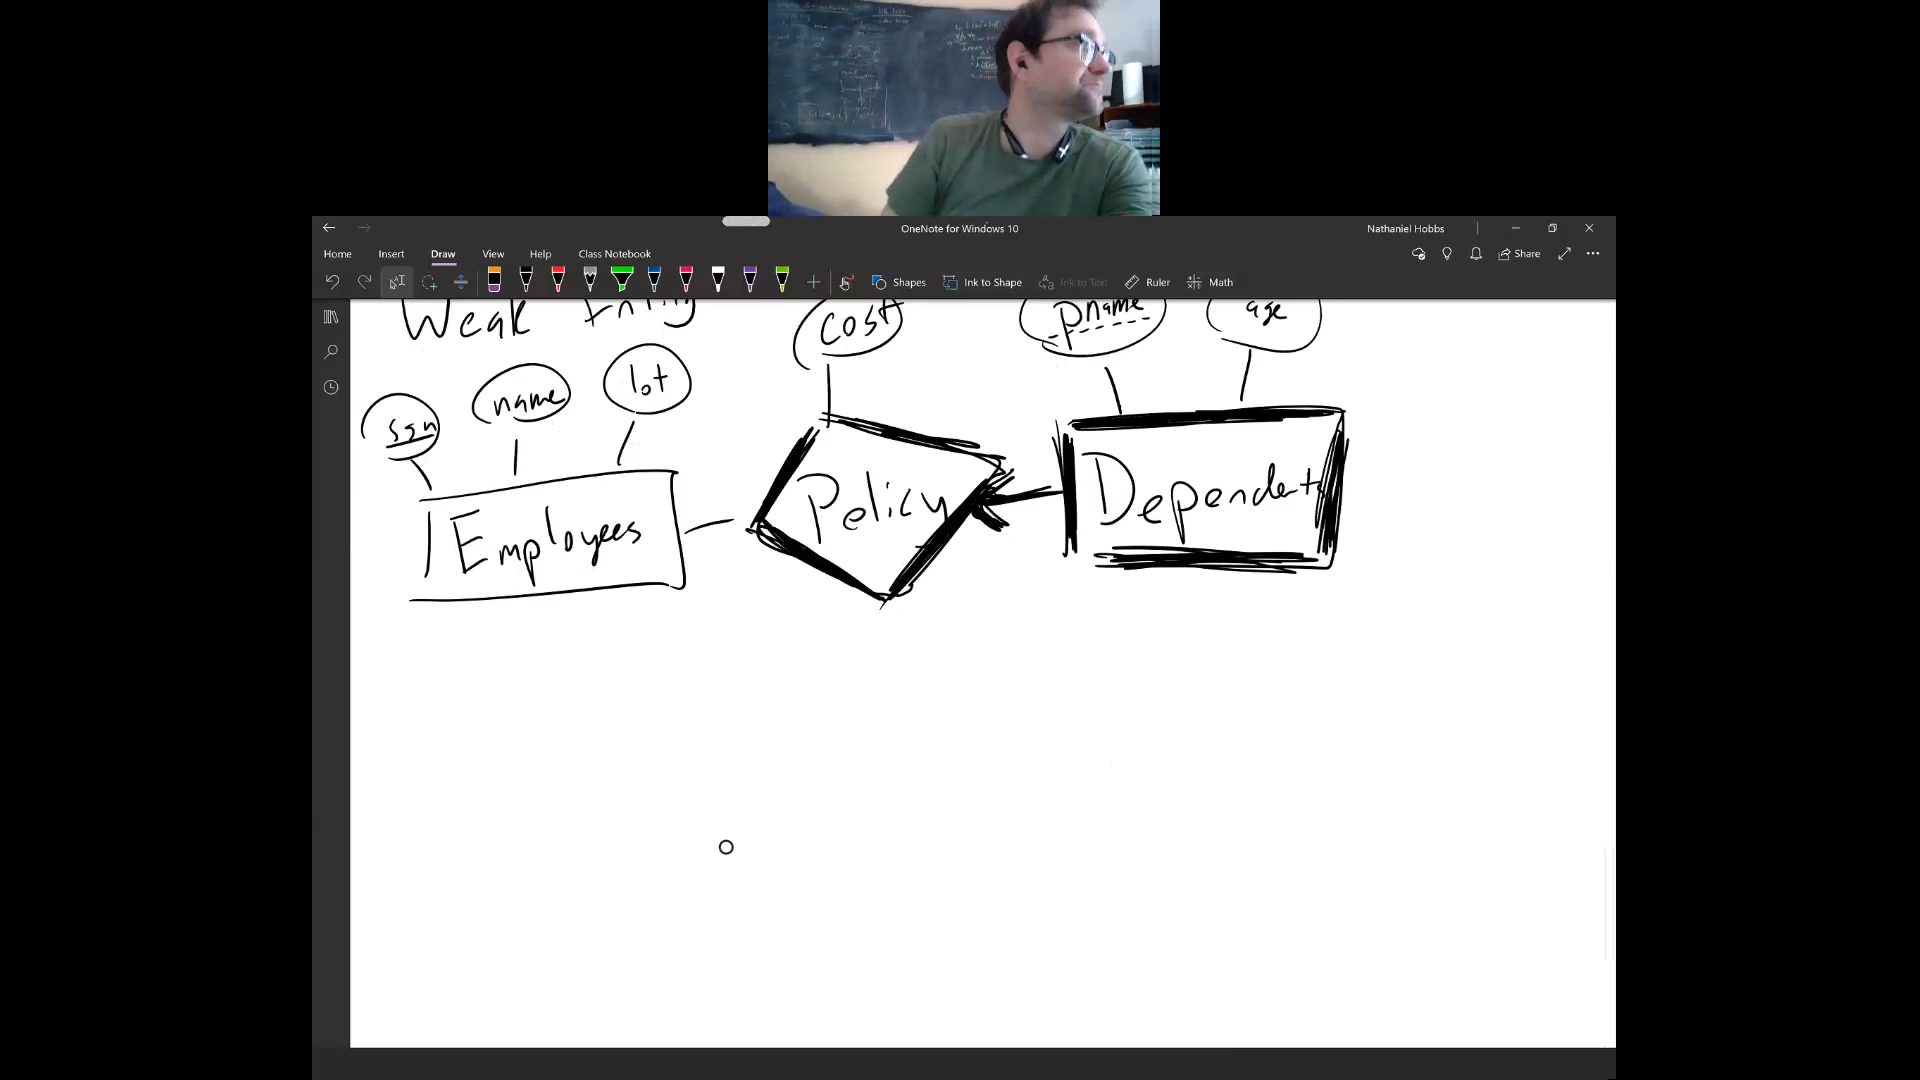 OneNote for Windows 10
Nathaniel Hobbs
Home Insert Draw View Help Class Notebook
Share
Shapes Ink to Shape Ink to Text Ruler Math
Weak Entity
cost
pname
age
ssn
name
lot
Employees
Policy
Dependents